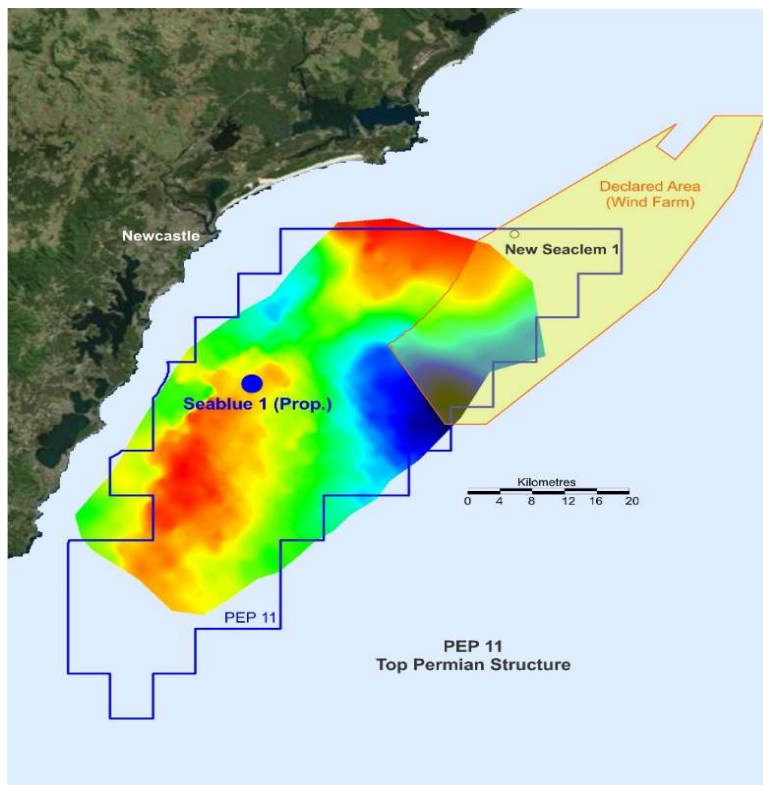 Declared Area
(Wind Farm)
Newcastle
New Seaclem 1
Seablue 1 (Prop.)
Kilometres
0 4 8 12 16 20
PEP 11
PEP 11
Top Permian Structure